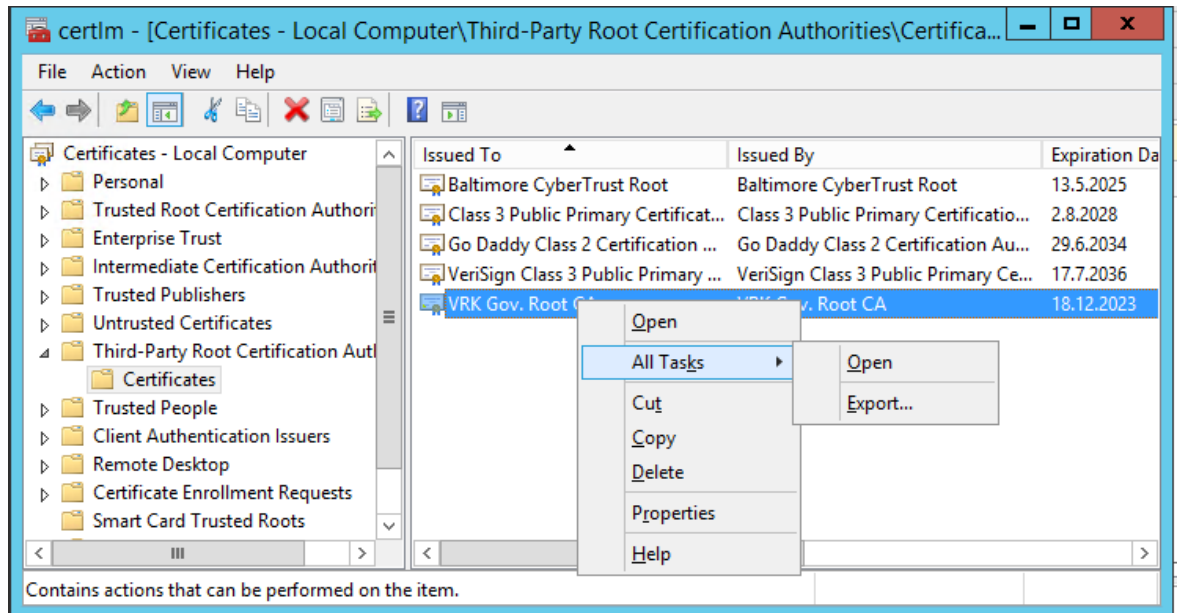 certlm - [Certificates - Local Computer\Third-Party Root Certification Authorities\Certifica...
File Action View Help
Certificates - Local Computer
Personal
Trusted Root Certification Authori
Enterprise Trust
Intermediate Certification Authorit
Trusted Publishers
Untrusted Certificates
Third-Party Root Certification Autl
Certificates
Trusted People
Client Authentication Issuers
Remote Desktop
Certificate Enrollment Requests
Smart Card Trusted Roots
Issued To Issued By Expiration Da
Baltimore CyberTrust Root Baltimore CyberTrust Root 13.5.2025
Class 3 Public Primary Certificat... Class 3 Public Primary Certificatio... 2.8.2028
Go Daddy Class 2 Certification ... Go Daddy Class 2 Certification Au... 29.6.2034
VeriSign Class 3 Public Primary ... VeriSign Class 3 Public Primary Ce... 17.7.2036
VRK Gov. Root v. Root CA 18.12.2023
Open
All Tasks
Cut
Copy
Delete
Properties
Help
Open
Export...
Contains actions that can be performed on the item.